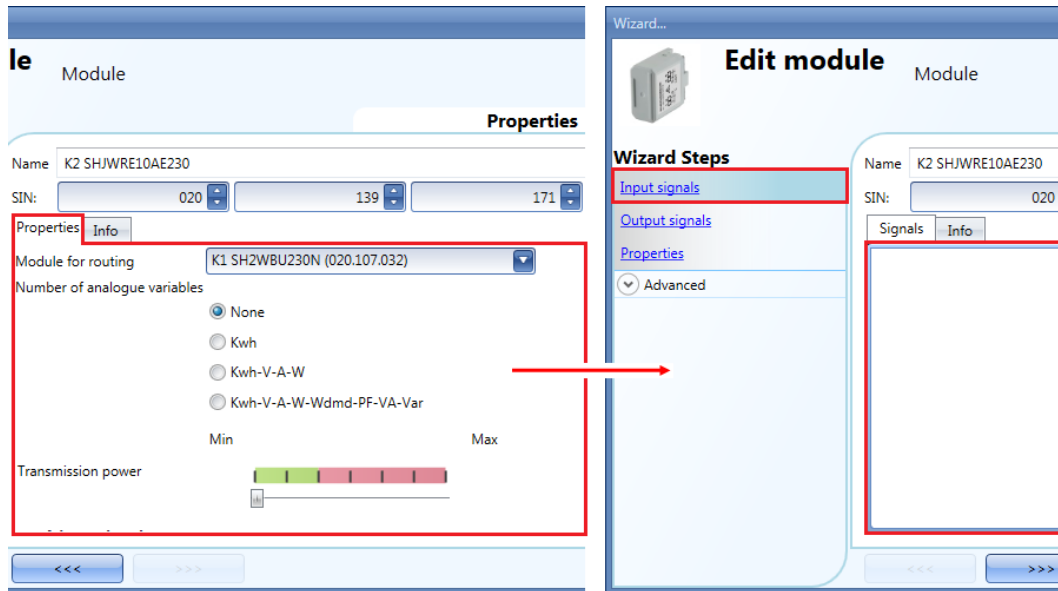 le Module
Properties
Name K2 SHJWRE10AE230
SIN: 020 139 171
Properties Info
Module for routing K1 SH2WBU230N (020.107.032)
Number of analogue variables
None
Kwh
Kwh-V-A-W
Kwh-V-A-W-Wdmd-PF-VA-Var
Min Max
Transmission power
<<< >>>
Wizard...
Edit module Module
Wizard Steps
Input signals
Output signals
Properties
Advanced
Name K2 SHJWRE10AE230
SIN: 020
Signals Info
<<< >>>